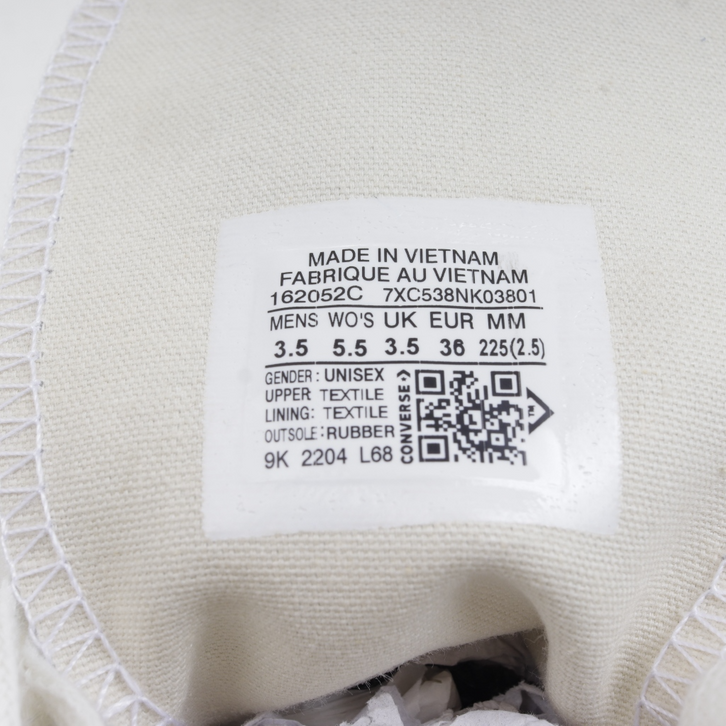 MADE IN VIETNAM
FABRIQUE AU VIETNAM
162052C 7XC538NK03801
MENS WO'S UK EUR MM
3.5 5.5 3.5 36 225(2.5)
GENDER: UNISEX
UPPER TEXTILE
LINING: TEXTILE
OUTSOLE: RUBBER
9K 2204 L68
CONVERSE
TM